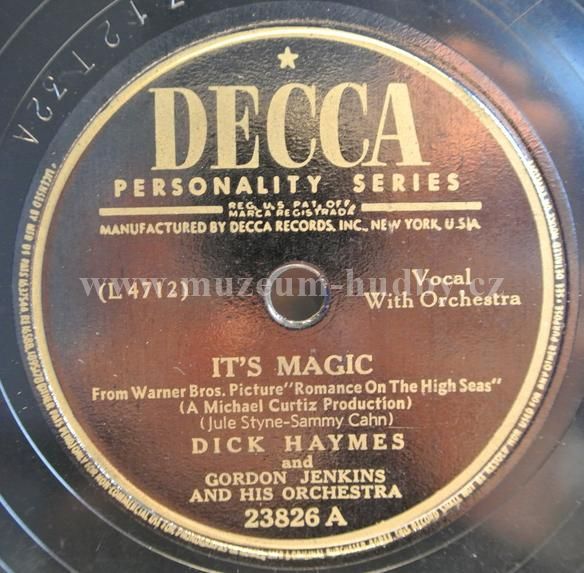 DECCA
PERSONALITY SERIES
REG. U.S. PAT. OFF.
MARCA REGISTRADA
MANUFACTURED BY DECCA RECORDS, INC., NEW YORK, U.S.A.
(L 4712)
Vocal
With Orchestra
www.muzeum-hudby.cz
IT'S MAGIC
From Warner Bros. Picture "Romance On The High Seas"
(A Michael Curtiz Production)
(Jule Styne-Sammy Cahn)
DICK HAYMES
and
GORDON JENKINS
AND HIS ORCHESTRA
23826 A